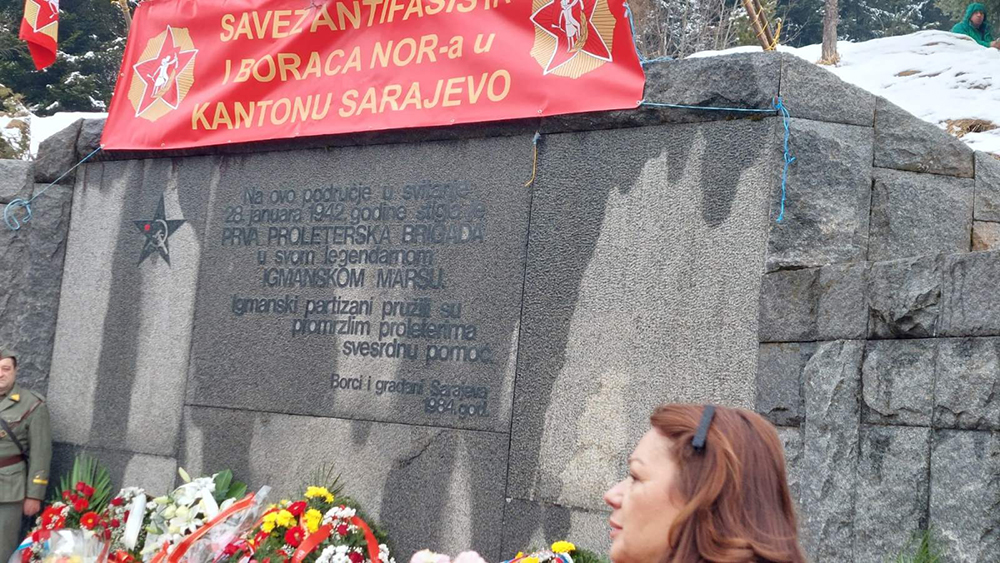 SAVEZ ANTIFAŠISTA
I BORACA NOR-a u
KANTONU SARAJEVO
Na ovo područje u svitanje
28. januara 1942. godine stigla je
PRVA PROLETERSKA BRIGADA
u svom legendarnom
IGMANSKOM MARŠU.
Igmanski partizani pružili su
promrzlim proleterima
svesrdnu pomoć.
Borci i građani Sarajeva
1984. god.